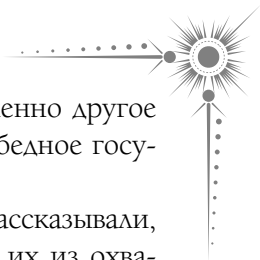 енно другое
бедное госу-
ассказывали,
их из охва-